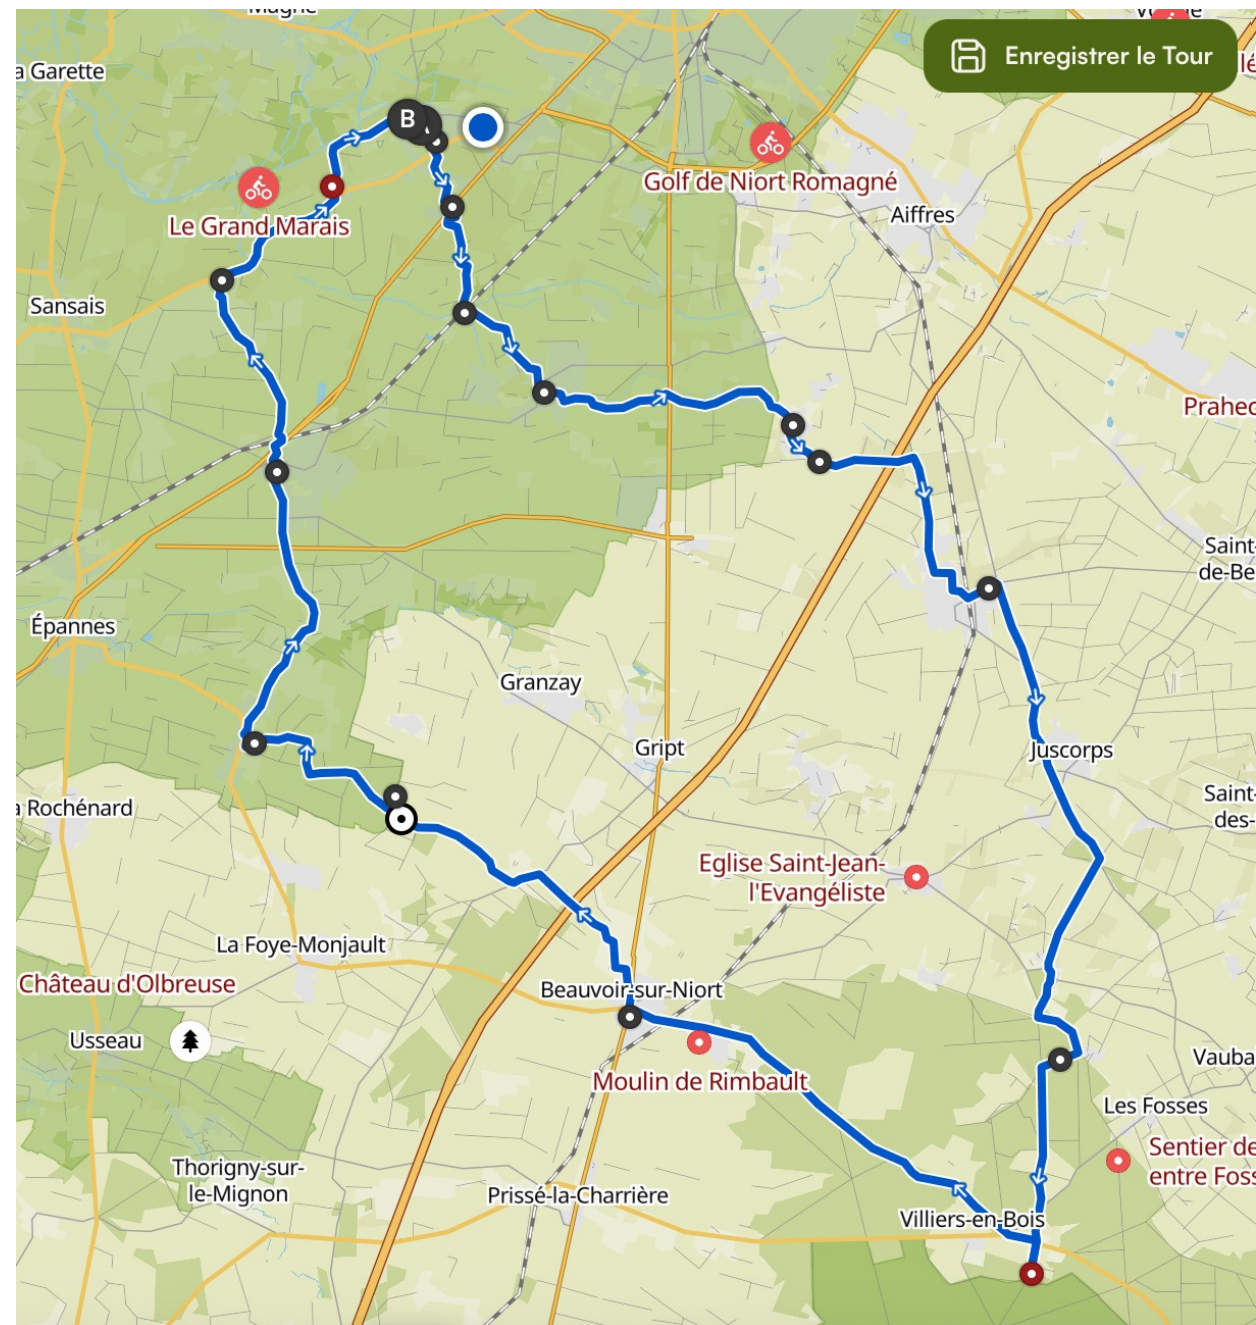 Enregistrer le Tour
a Garette
Golf de Niort Romagné
Aiffres
Le Grand Marais
Sansais
B
Saint-
de-Be
Épannes
Granzay
Gript
Juscorps
a Rochénard
Saint-
des-
Eglise Saint-Jean-
l'Evangéliste
La Foye-Monjault
Château d'Olbreuse
Beauvoir-sur-Niort
Usseau
Vauba
Moulin de Rimbault
Les Fosses
Sentier de
entre Foss
Thorigny-sur-
le-Mignon
Prissé-la-Charrière
Villiers-en-Bois